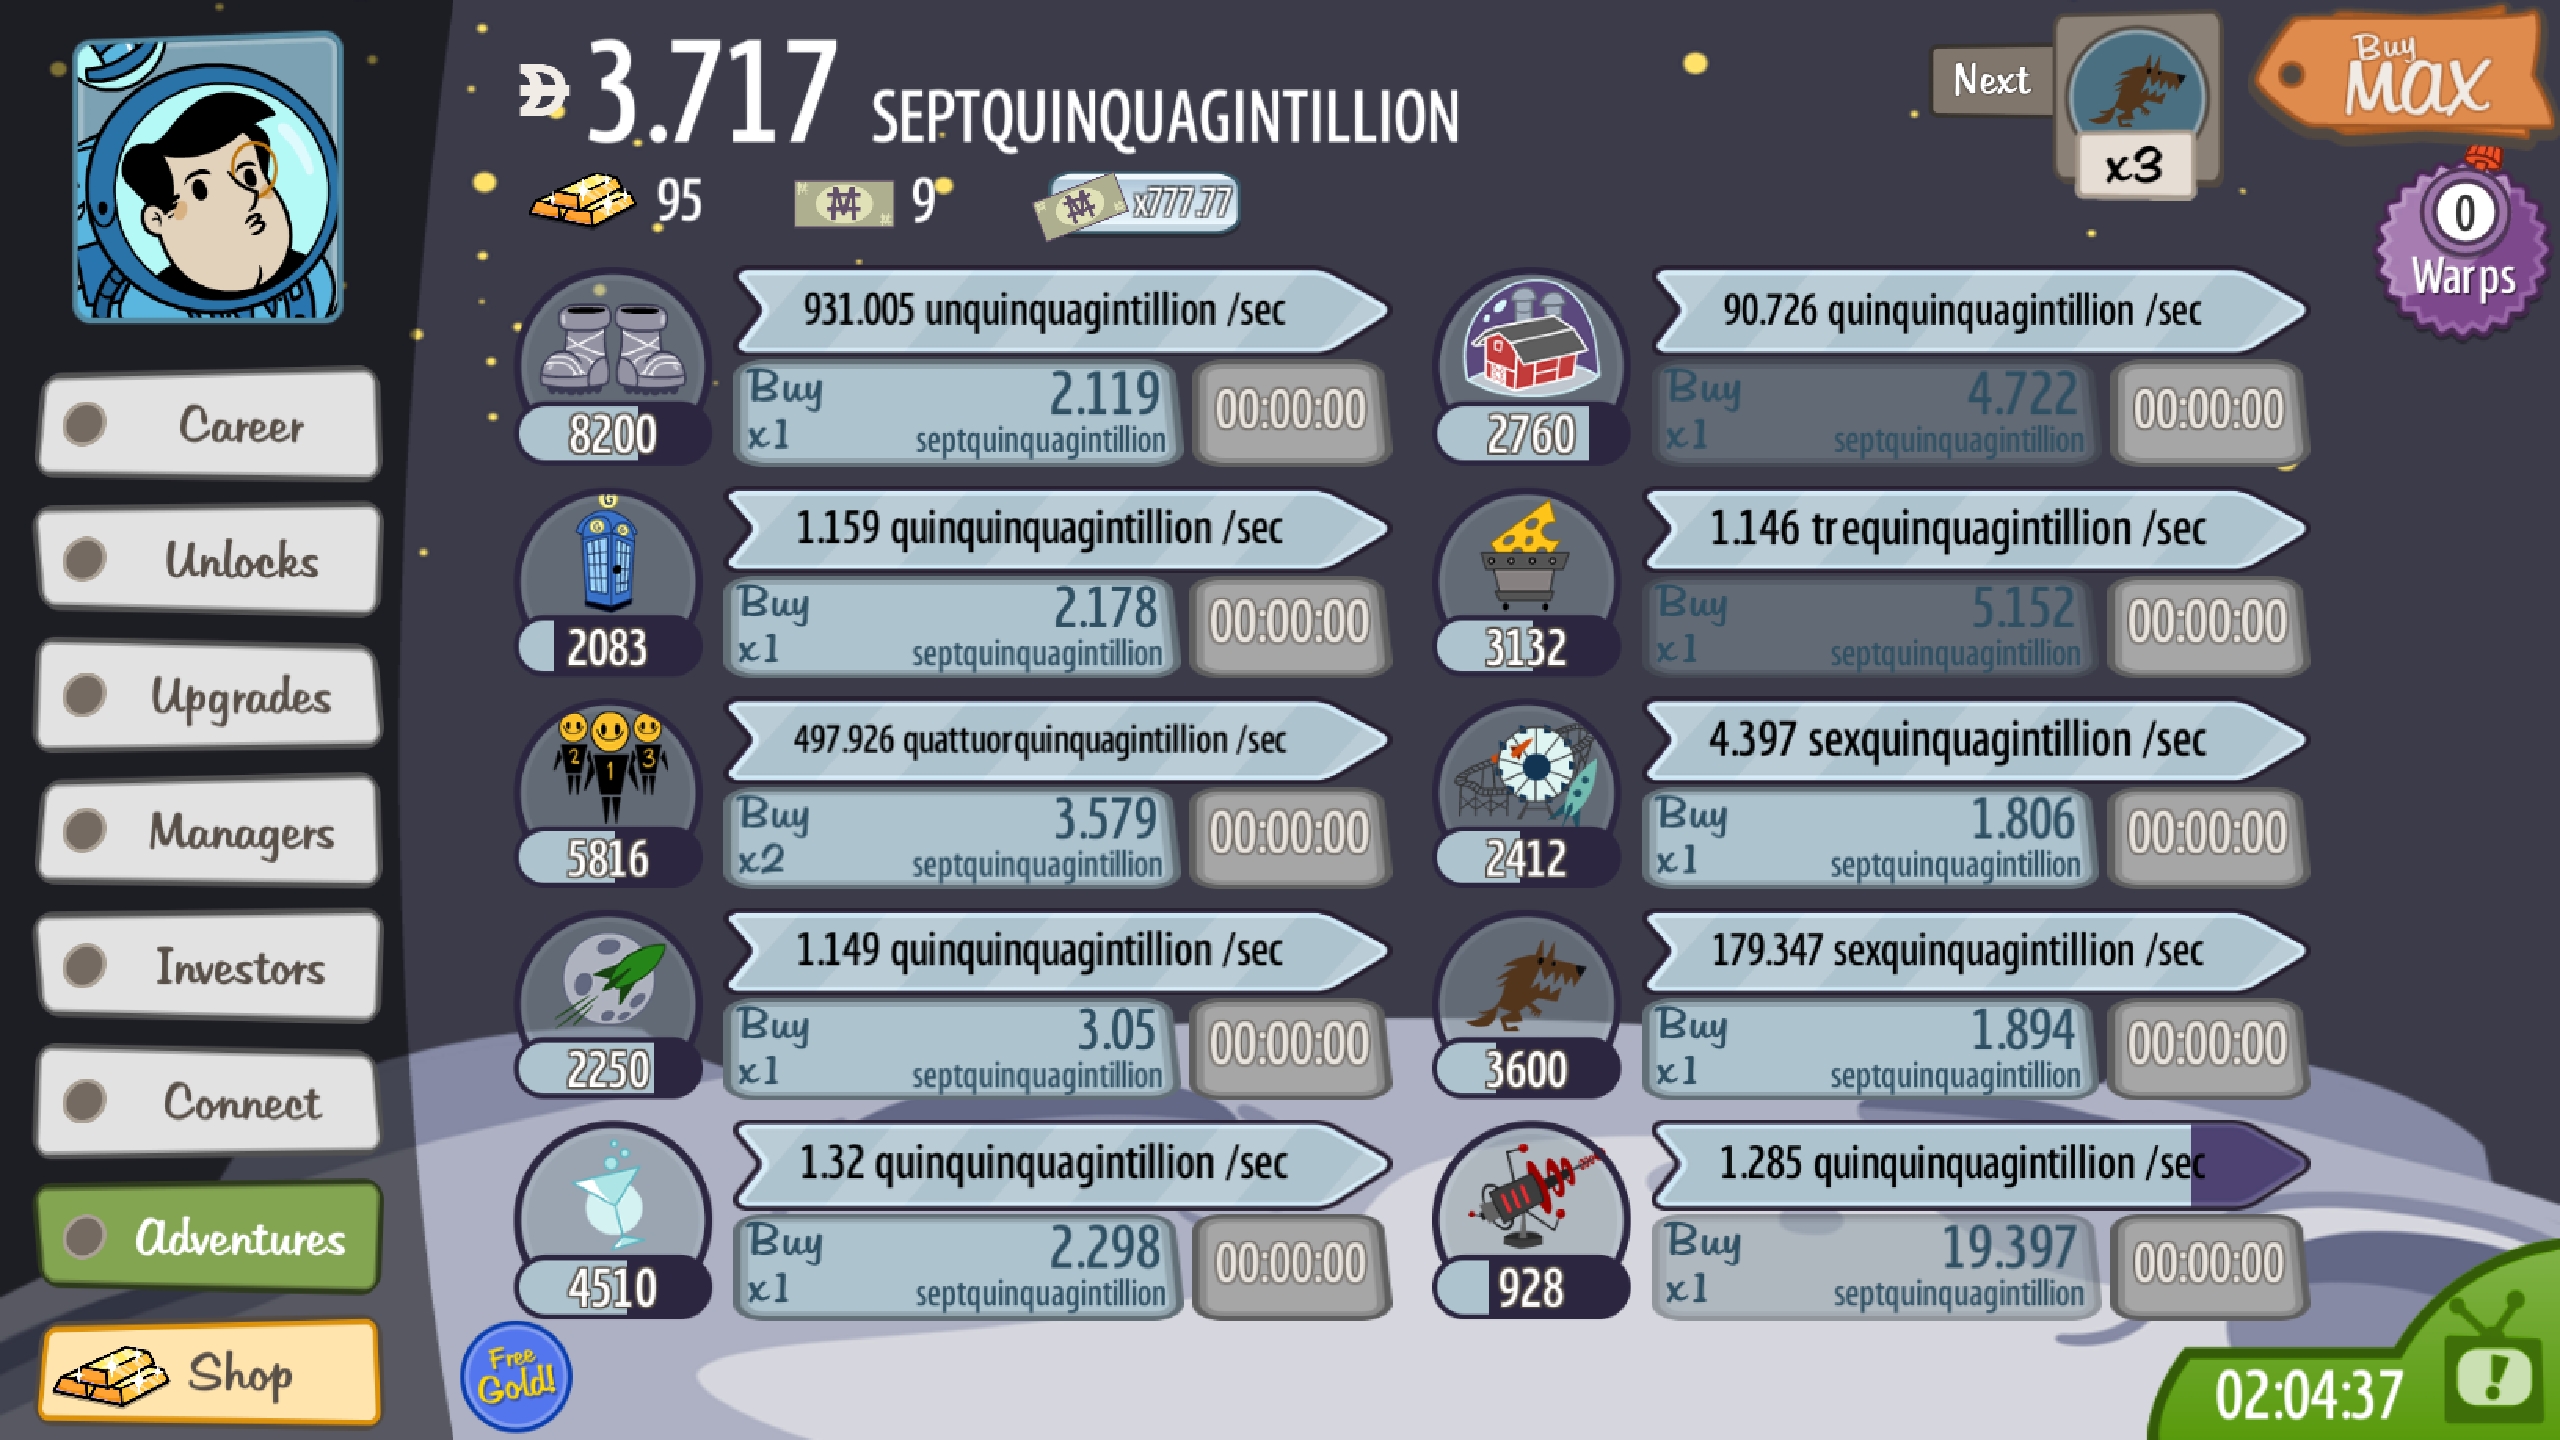 3.717 SEPTQUINQUAGINTILLION
Next
x3
Buy
MAX
95
9
x777.77
0
Warps
Career
Unlocks
Upgrades
Managers
Investors
Connect
Adventures
Shop
931.005 unquinquagintillion /sec
8200
Buy
x1
2.119
septquinquagintillion
00:00:00
1.159 quinquinquagintillion /sec
G
G G
2083
Buy
x1
2.178
septquinquagintillion
00:00:00
497.926 quattuorquinquagintillion /sec
2 1 3
5816
Buy
x2
3.579
septquinquagintillion
00:00:00
1.149 quinquinquagintillion /sec
2250
Buy
x1
3.05
septquinquagintillion
00:00:00
1.32 quinquinquagintillion /sec
4510
Buy
x1
2.298
septquinquagintillion
00:00:00
90.726 quinquinquagintillion /sec
2760
Buy
x1
4.722
septquinquagintillion
00:00:00
1.146 trequinquagintillion /sec
3132
Buy
x1
5.152
septquinquagintillion
00:00:00
4.397 sexquinquagintillion /sec
2412
Buy
x1
1.806
septquinquagintillion
00:00:00
179.347 sexquinquagintillion /sec
3600
Buy
x1
1.894
septquinquagintillion
00:00:00
1.285 quinquinquagintillion /sec
928
Buy
x1
19.397
septquinquagintillion
00:00:00
Free
Gold!
02:04:37
!